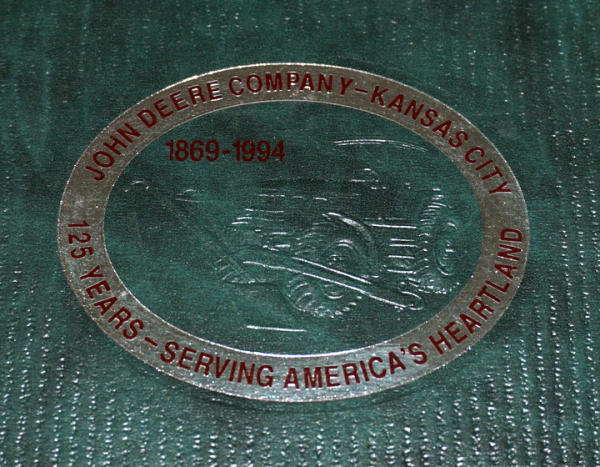 JOHN DEERE COMPANY-KANSAS CITY
1869-1994
125 YEARS-SERVING AMERICA'S HEARTLAND